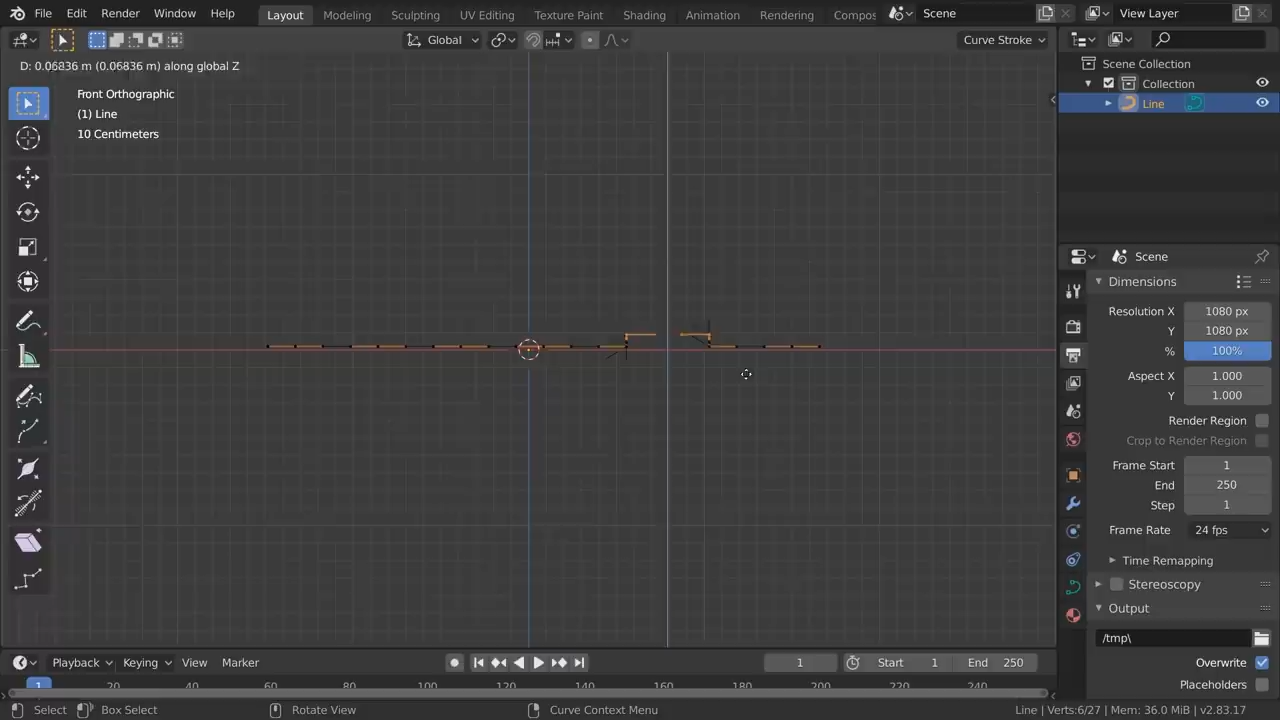 File Edit Render Window Help Layout Modeling Sculpting UV Editing Texture Paint Shading Animation Rendering Compos Scene View Layer
Global Curve Stroke
D: 0.06836 m (0.06836 m) along global Z
Scene Collection
Front Orthographic
Collection
(1) Line
Line
10 Centimeters
Scene
Dimensions
Resolution X 1080 px
Y 1080 px
% 100%
Aspect X 1.000
Y 1.000
Render Region
Crop to Render Region
Frame Start 1
End 250
Step 1
Frame Rate 24 fps
Time Remapping
Stereoscopy
Output
/tmp\
Overwrite
Placeholders
Playback Keying View Marker 1 Start 1 End 250
1 20 60 80 100 120 140 160 180 200 220 240
Select Box Select Rotate View Curve Context Menu Line | Verts:6/27 | Mem: 36.0 MiB | v2.83.17